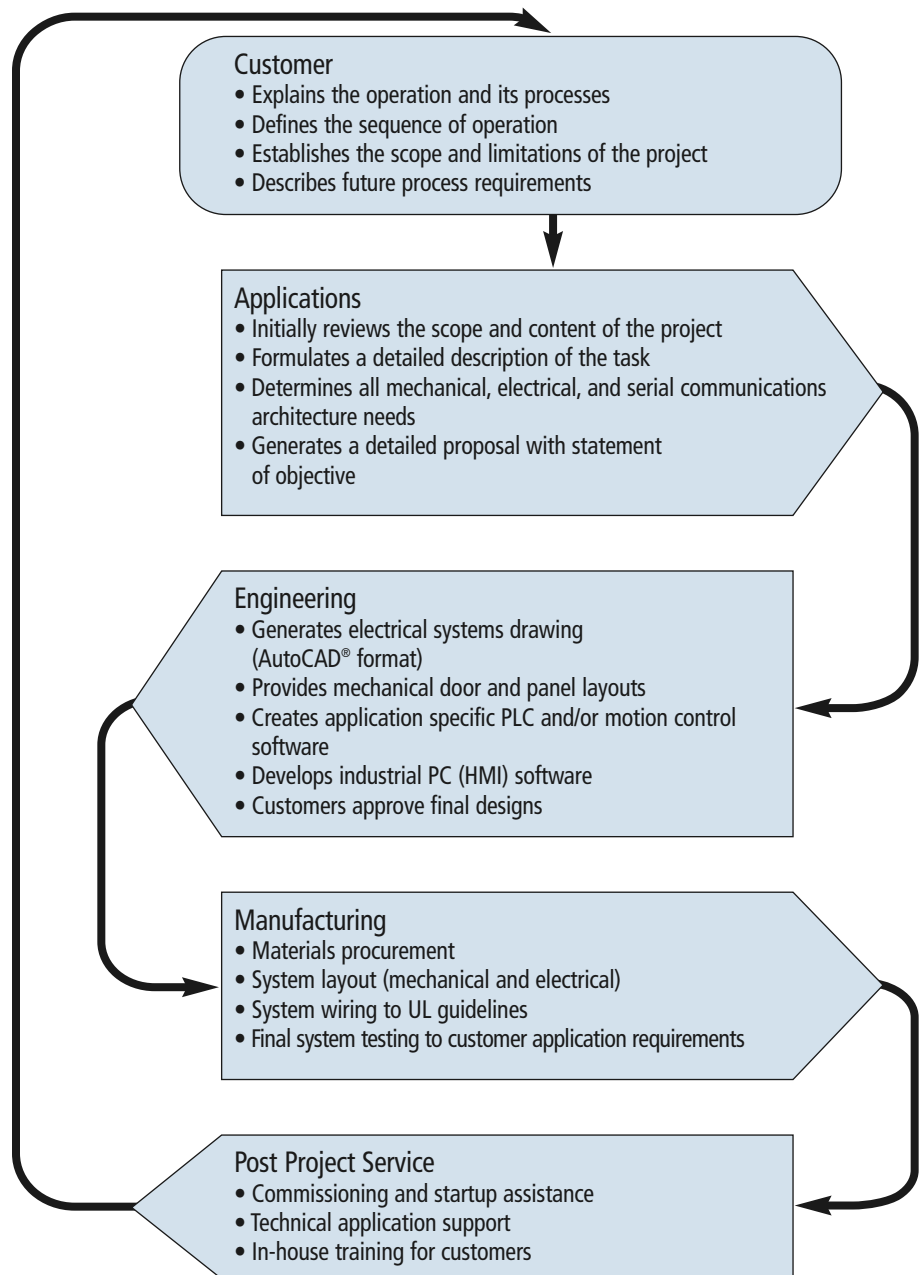 Customer
• Explains the operation and its processes
• Defines the sequence of operation
• Establishes the scope and limitations of the project
• Describes future process requirements
Applications
• Initially reviews the scope and content of the project
• Formulates a detailed description of the task
• Determines all mechanical, electrical, and serial communications
architecture needs
• Generates a detailed proposal with statement
of objective
Engineering
• Generates electrical systems drawing
(AutoCAD® format)
• Provides mechanical door and panel layouts
• Creates application specific PLC and/or motion control
software
• Develops industrial PC (HMI) software
• Customers approve final designs
Manufacturing
• Materials procurement
• System layout (mechanical and electrical)
• System wiring to UL guidelines
• Final system testing to customer application requirements
Post Project Service
• Commissioning and startup assistance
• Technical application support
• In-house training for customers